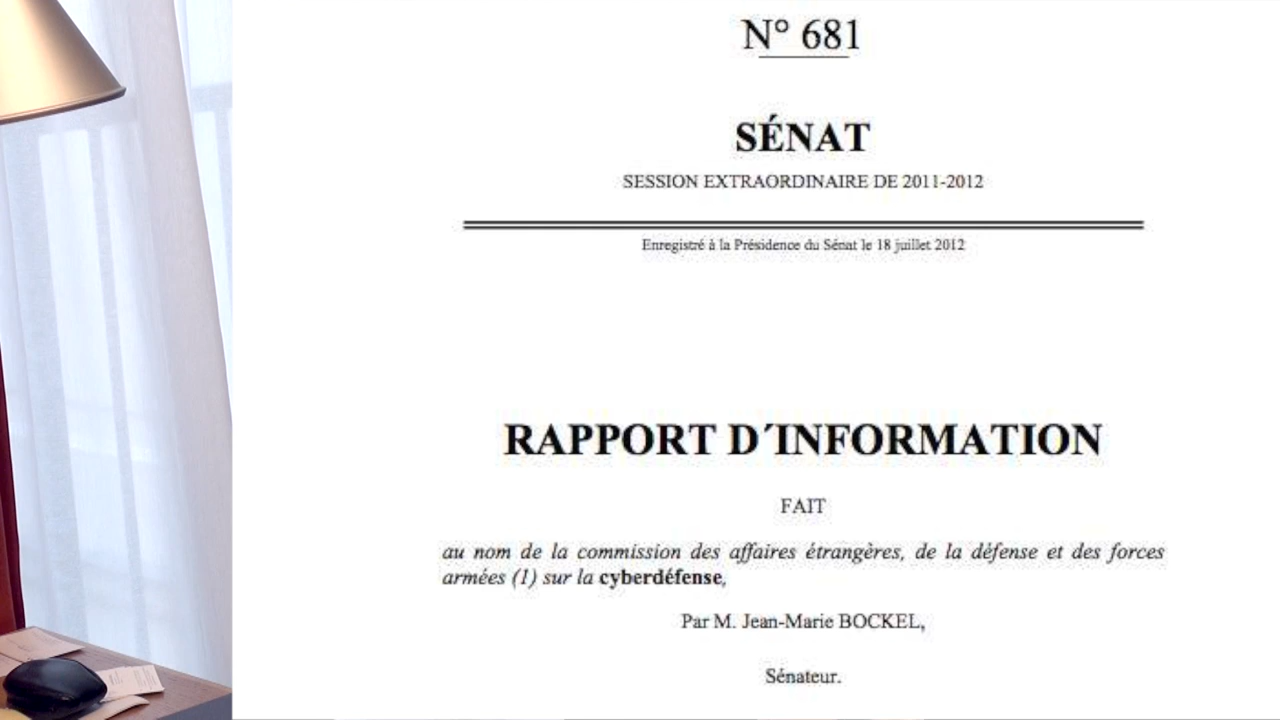 N° 681
SÉNAT
SESSION EXTRAORDINAIRE DE 2011-2012
Enregistré à la Présidence du Sénat le 18 juillet 2012
RAPPORT D´INFORMATION
FAIT
au nom de la commission des affaires étrangères, de la défense et des forces
armées (1) sur la cyberdéfense,
Par M. Jean-Marie BOCKEL,
Sénateur.